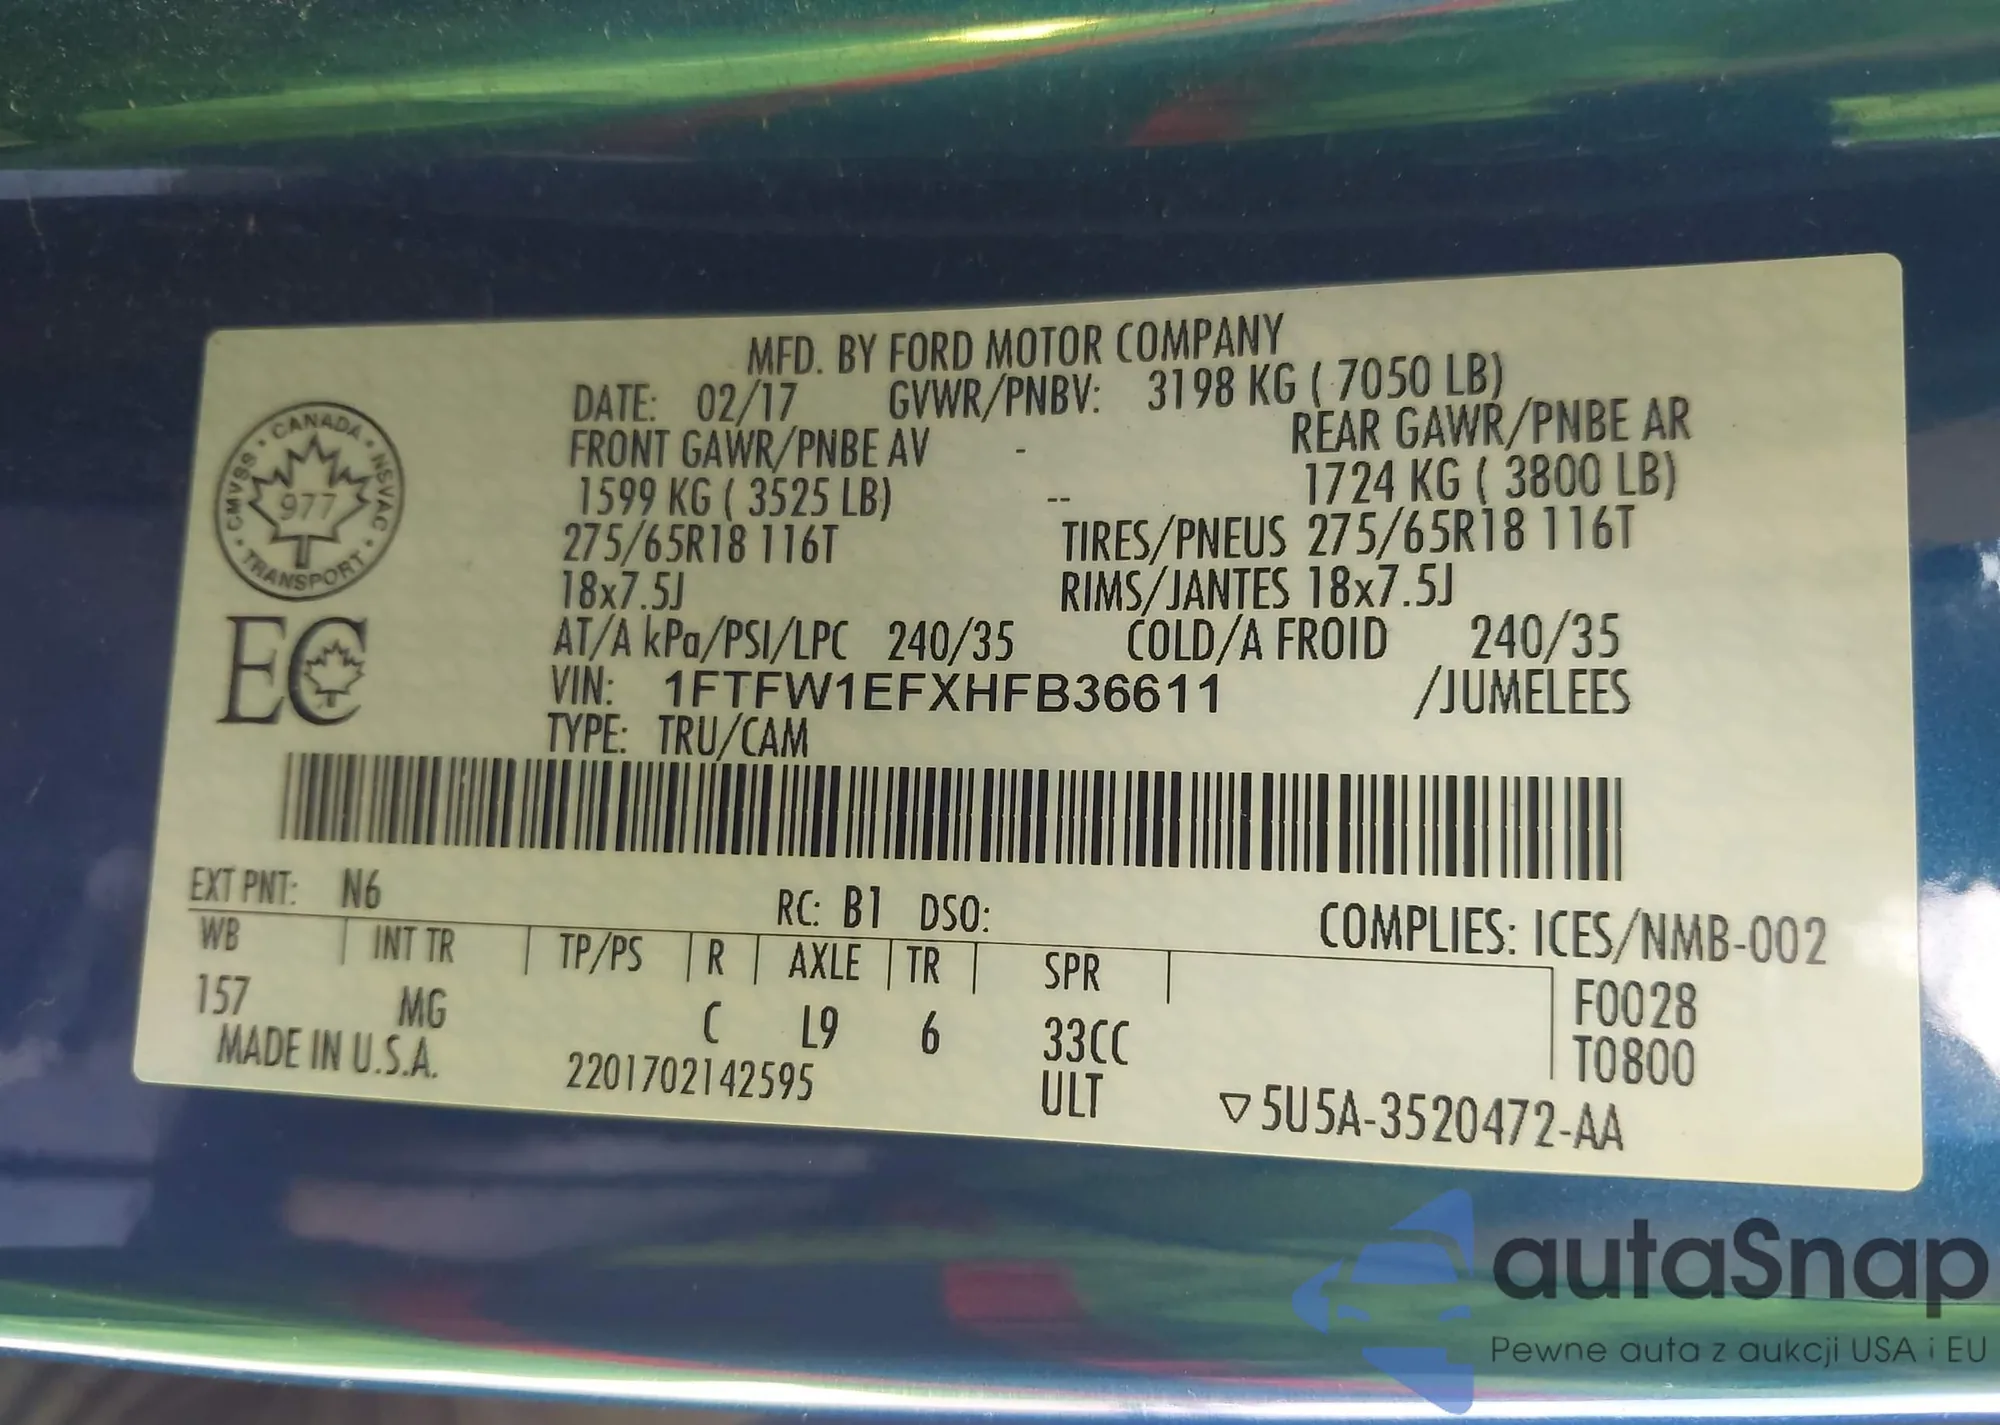 MFD. BY FORD MOTOR COMPANY
DATE: 02/17 GVWR/PNBV: 3198 KG ( 7050 LB)
FRONT GAWR/PNBE AV - REAR GAWR/PNBE AR
1599 KG ( 3525 LB) -- 1724 KG ( 3800 LB)
275/65R18 116T TIRES/PNEUS 275/65R18 116T
18x7.5J RIMS/JANTES 18x7.5J
AT/A kPa/PSI/LPC 240/35 COLD/A FROID 240/35
VIN: 1FTFW1EFXHFB36611 /JUMELEES
TYPE: TRU/CAM
CANADA
CMVSS 977 NSVAC
TRANSPORT
EC
EXT PNT: N6 RC: B1 DSO: COMPLIES: ICES/NMB-002
WB INT TR TP/PS R AXLE TR SPR
157 MG C L9 6 33CC F0028
T0800
MADE IN U.S.A. 2201702142595 ULT ▽5U5A-3520472-AA
autaSnap
Pewne auta z aukcji USA i EU